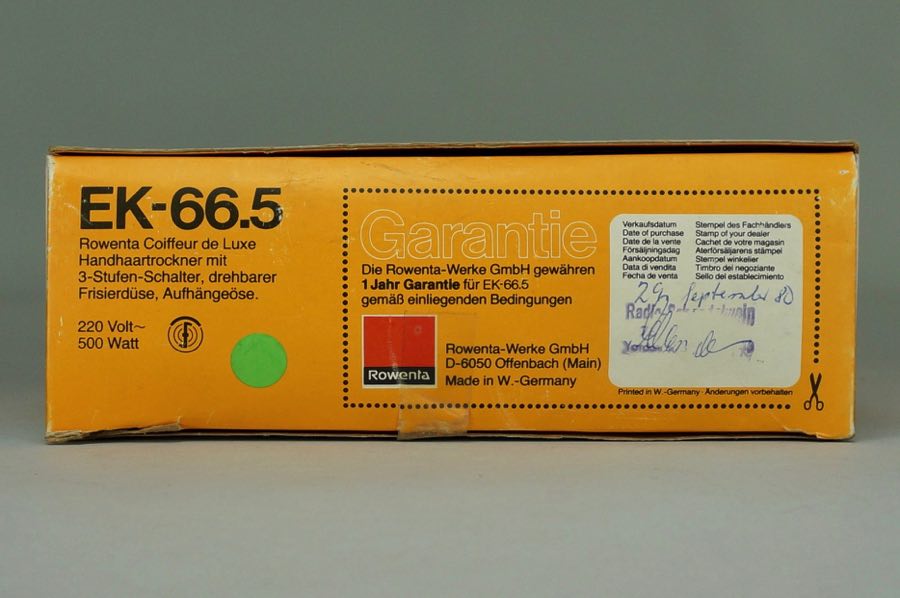 EK-66.5
Rowenta Coiffeur de Luxe
Handhaartrockner mit
3-Stufen-Schalter, drehbarer
Frisierdüse, Aufhängeöse.
220 Volt~
500 Watt
Garantie
Die Rowenta-Werke GmbH gewähren
1 Jahr Garantie für EK-66.5
gemäß einliegenden Bedingungen
Rowenta
Rowenta-Werke GmbH
D-6050 Offenbach (Main)
Made in W.-Germany
Verkaufsdatum
Date of purchase
Date de la vente
Försäljningsdag
Aankoopdatum
Data di vendita
Fecha de venta
Stempel des Fachhändlers
Stamp of your dealer
Cachet de votre magasin
Återförsäljarens stämpel
Stempel winkelier
Timbro del negoziante
Sello del establecimiento
29 September 80
Radio
Printed in W.-Germany · Änderungen vorbehalten